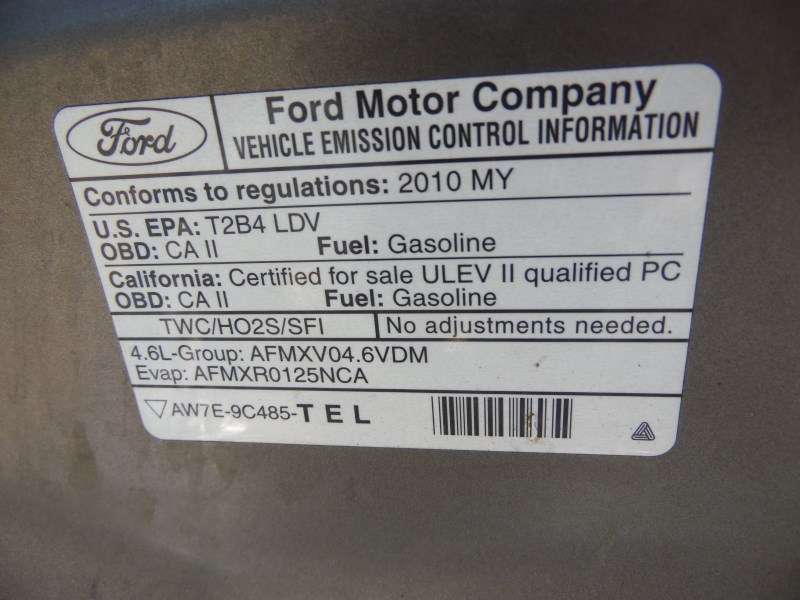 Ford
Ford Motor Company
VEHICLE EMISSION CONTROL INFORMATION
Conforms to regulations: 2010 MY
U.S. EPA: T2B4 LDV
OBD: CA II Fuel: Gasoline
California: Certified for sale ULEV II qualified PC
OBD: CA II Fuel: Gasoline
TWC/HO2S/SFI No adjustments needed.
4.6L-Group: AFMXV04.6VDM
Evap: AFMXR0125NCA
AW7E-9C485-TEL